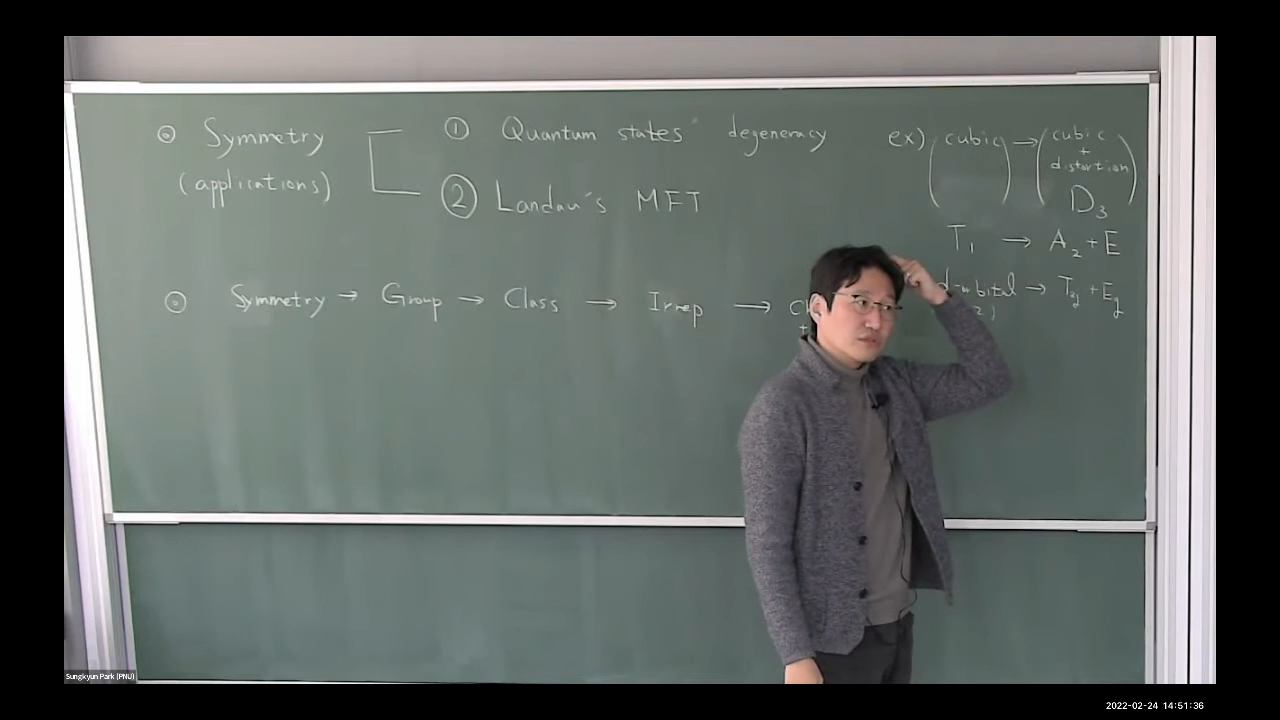 ⊙ Symmetry
(applications)
① Quantum states' degeneracy
② Landau's MFT
ex) (cubic) → (cubic + distortion)
D₃
T₁ → A₂ + E
→ T₂g + Eg
⊙ Symmetry → Group → Class → Irrep →
Sungkyun Park (PNU)
2022-02-24 14:51:36